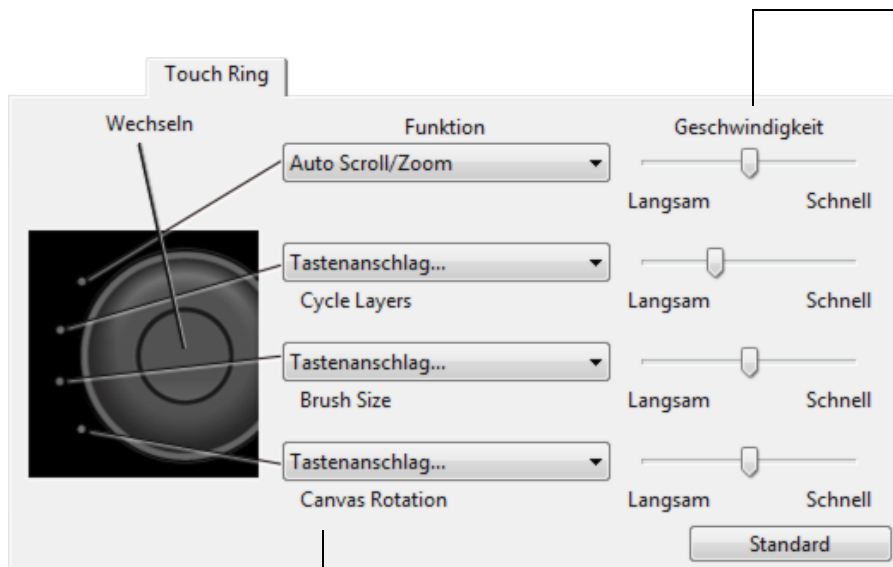 Touch Ring
Wechseln Funktion Geschwindigkeit
Auto Scroll/Zoom
Langsam Schnell
Tastenanschlag...
Cycle Layers Langsam Schnell
Tastenanschlag...
Brush Size Langsam Schnell
Tastenanschlag...
Canvas Rotation Langsam Schnell
Standard